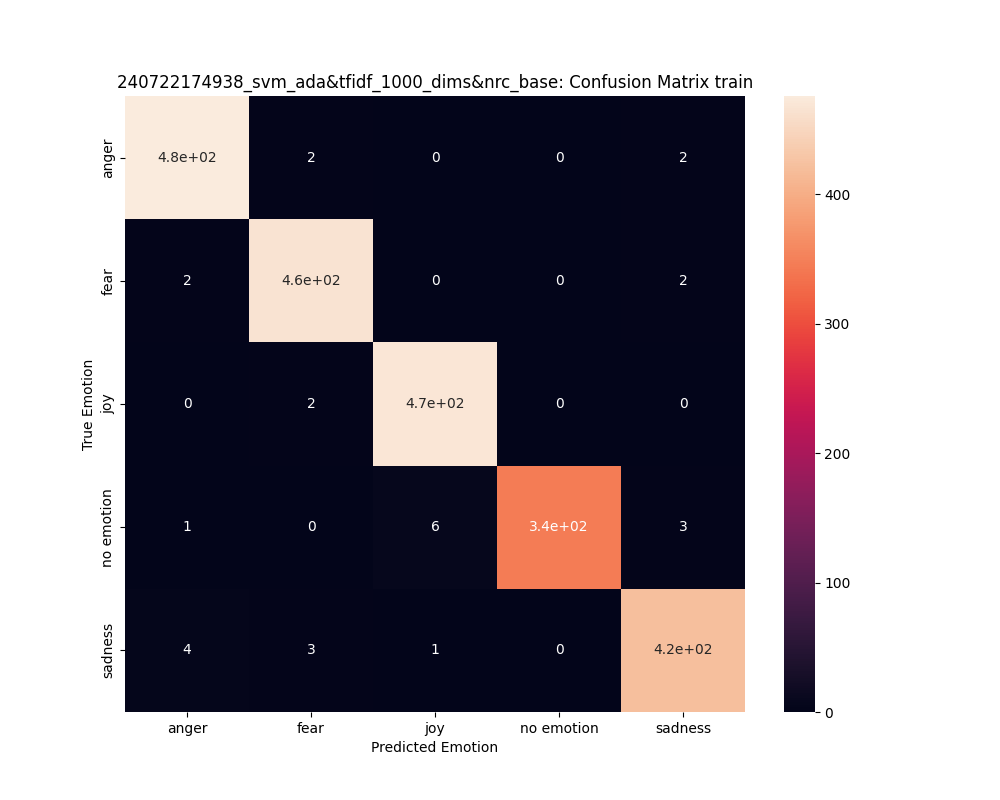 240722174938_svm_ada&tfidf_1000_dims&nrc_base: Confusion Matrix train
True Emotion
anger 4.8e+02 2 0 0 2
fear 2 4.6e+02 0 0 2
joy 0 2 4.7e+02 0 0
no emotion 1 0 6 3.4e+02 3
sadness 4 3 1 0 4.2e+02
anger fear joy no emotion sadness
Predicted Emotion
400
300
200
100
0